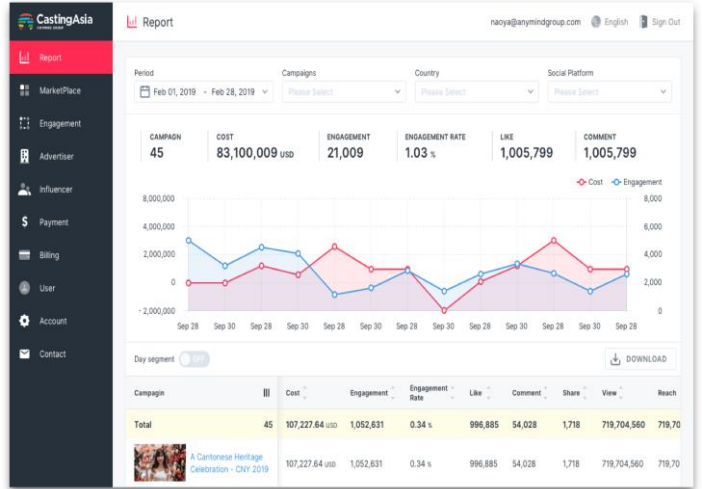 CastingAsia
Report
naoya@anymindgroup.com
English
Sign Out
Report
MarketPlace
Engagement
Advertiser
Influencer
Payment
Billing
User
Account
Contact
Period
Campaigns
Country
Social Platform
Feb 01, 2019 - Feb 28, 2019
Please Select
Please Select
Please Select
CAMPAGN
COST
ENGAGEMENT
ENGAGEMENT RATE
LIKE
COMMENT
45
83,100,009 USD
21,009
1.03 %
1,005,799
1,005,799
Cost
Engagement
8,000,000
8,000
4,000,000
6,000
2,000,000
4,000
0
2,000
-2,000,000
0
Sep 28 Sep 30 Sep 28 Sep 30 Sep 28 Sep 30 Sep 28 Sep 30 Sep 28 Sep 30 Sep 28 Sep 30 Sep 28
Day segment OFF
DOWNLOAD
Campagin
Cost
Engagement
Engagement Rate
Like
Comment
Share
View
Reach
Total 45 107,227.64 USD 1,052,631 0.34 % 996,885 54,028 1,718 719,704,560 719,70
A Cantonese Heritage
Celebration - CNY 2019
107,227.64 USD 1,052,631 0.34 % 996,885 54,028 1,718 719,704,560 719,70